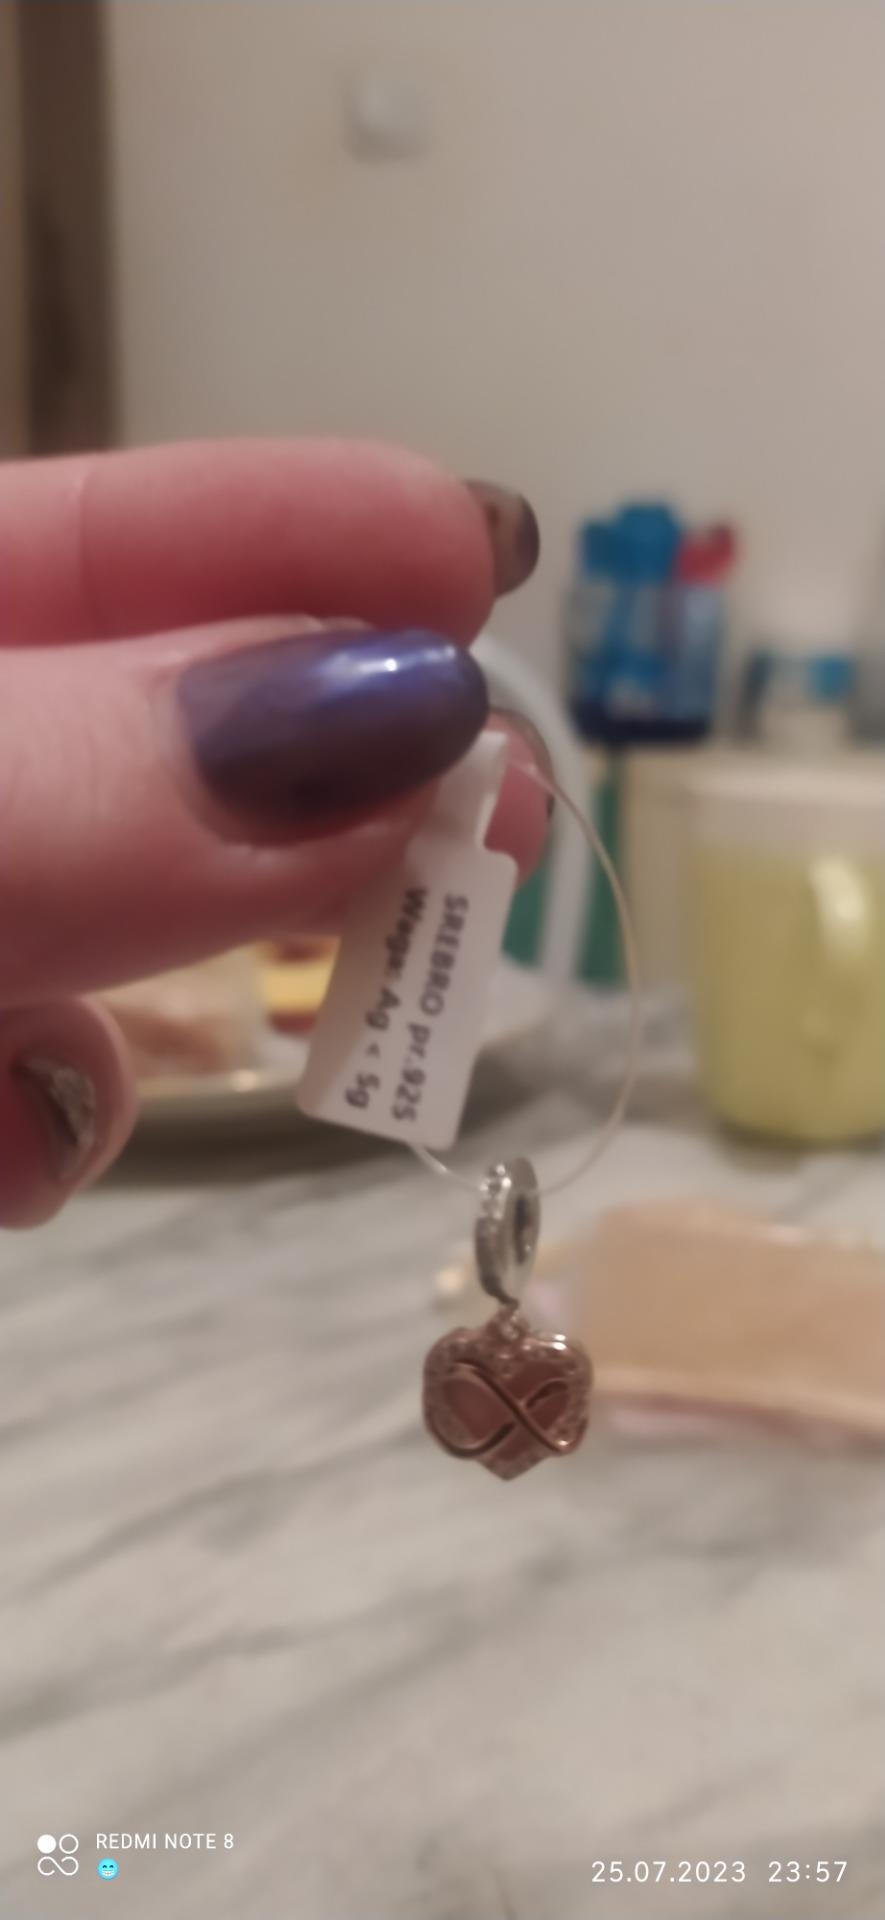 SREBRO pr.925
Waga: Ag < 5g
REDMI NOTE 8
25.07.2023 23:57